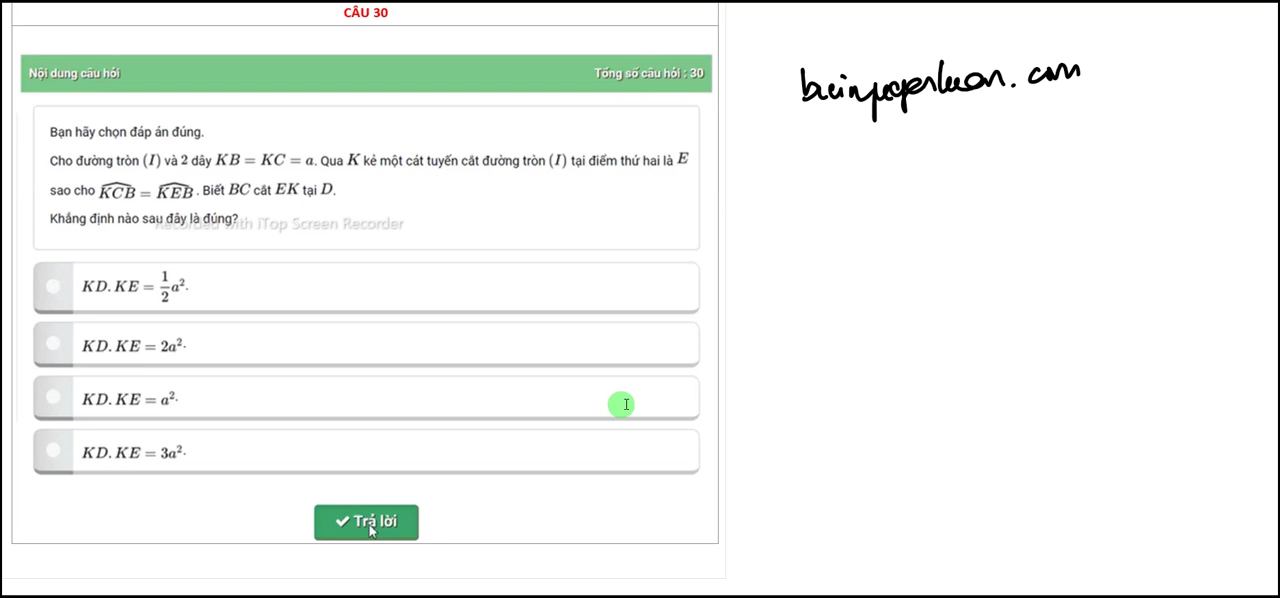 CÂU 30
Nội dung câu hỏi
Tổng số câu hỏi : 30
Bạn hãy chọn đáp án đúng.
Cho đường tròn (I) và 2 dây KB = KC = a. Qua K kẻ một cát tuyến cắt đường tròn (I) tại điểm thứ hai là E
sao cho \widehat{KCB} = \widehat{KEB}. Biết BC cắt EK tại D.
Khẳng định nào sau đây là đúng?
Recorded with iTop Screen Recorder
KD. KE = \frac{1}{2}a².
KD. KE = 2a².
KD. KE = a².
KD. KE = 3a².
✓ Trả lời